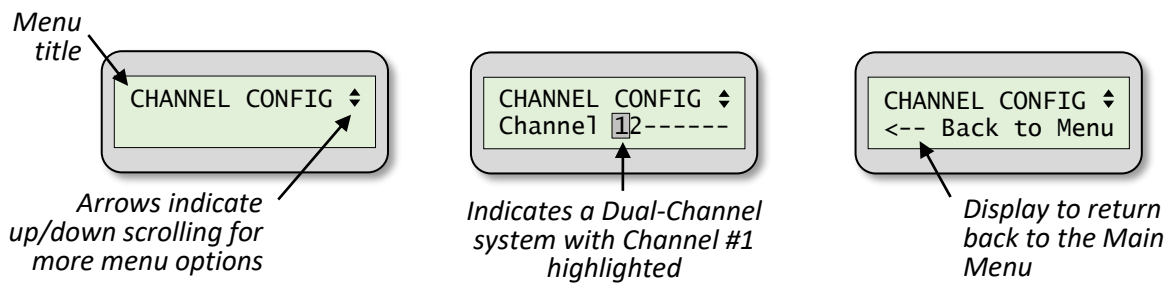 Menu
title
CHANNEL CONFIG
Arrows indicate
up/down scrolling for
more menu options
CHANNEL CONFIG
Channel 12------
Indicates a Dual-Channel
system with Channel #1
highlighted
CHANNEL CONFIG
<-- Back to Menu
Display to return
back to the Main
Menu